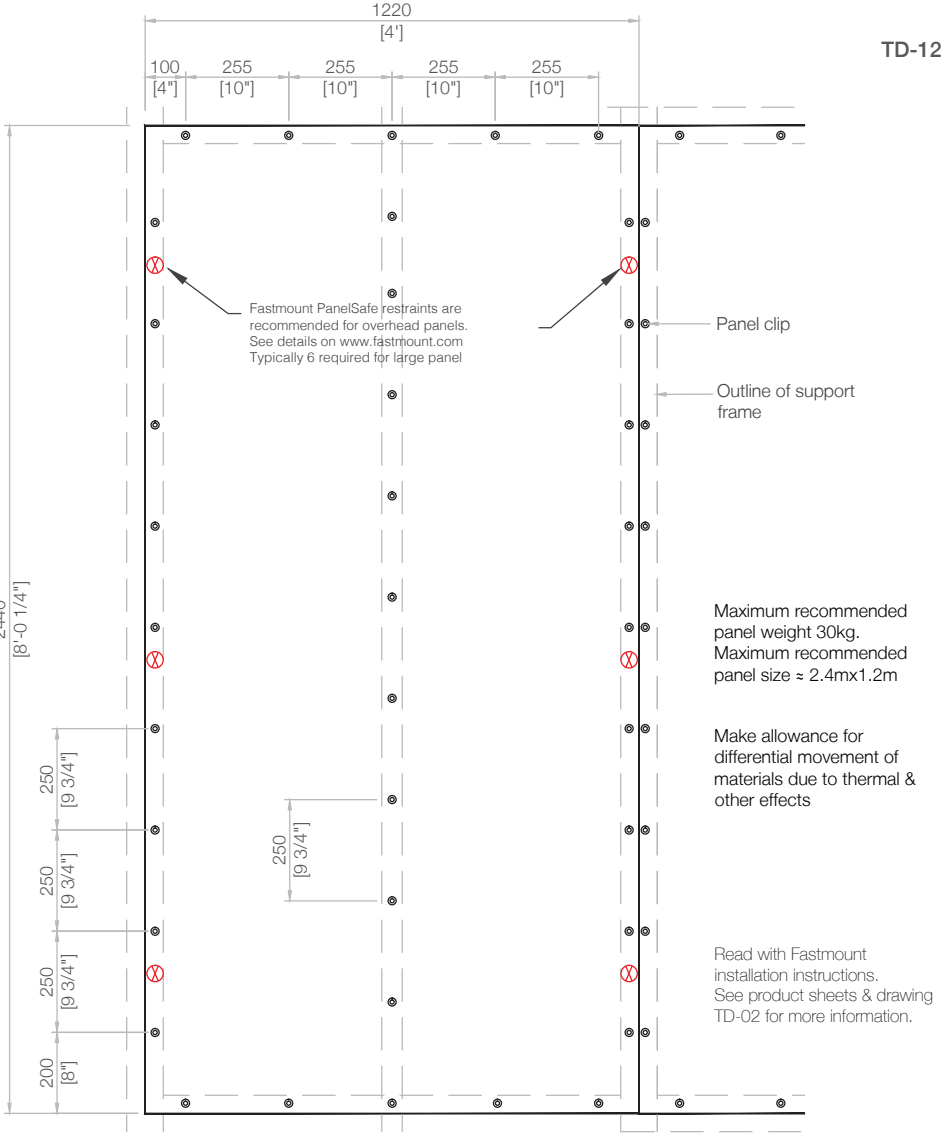 1220
[4']
TD-12
100 255 255 255 255
[4"] [10"] [10"] [10"] [10"]
Fastmount PanelSafe restraints are
recommended for overhead panels.
See details on www.fastmount.com
Typically 6 required for large panel
Panel clip
Outline of support
frame
2440
[8'-0 1/4"]
Maximum recommended
panel weight 30kg.
Maximum recommended
panel size ≈ 2.4mx1.2m
Make allowance for
differential movement of
materials due to thermal &
other effects
250
[9 3/4"]
250
[9 3/4"]
250
[9 3/4"]
250
[9 3/4"]
200
[8"]
Read with Fastmount
installation instructions.
See product sheets & drawing
TD-02 for more information.